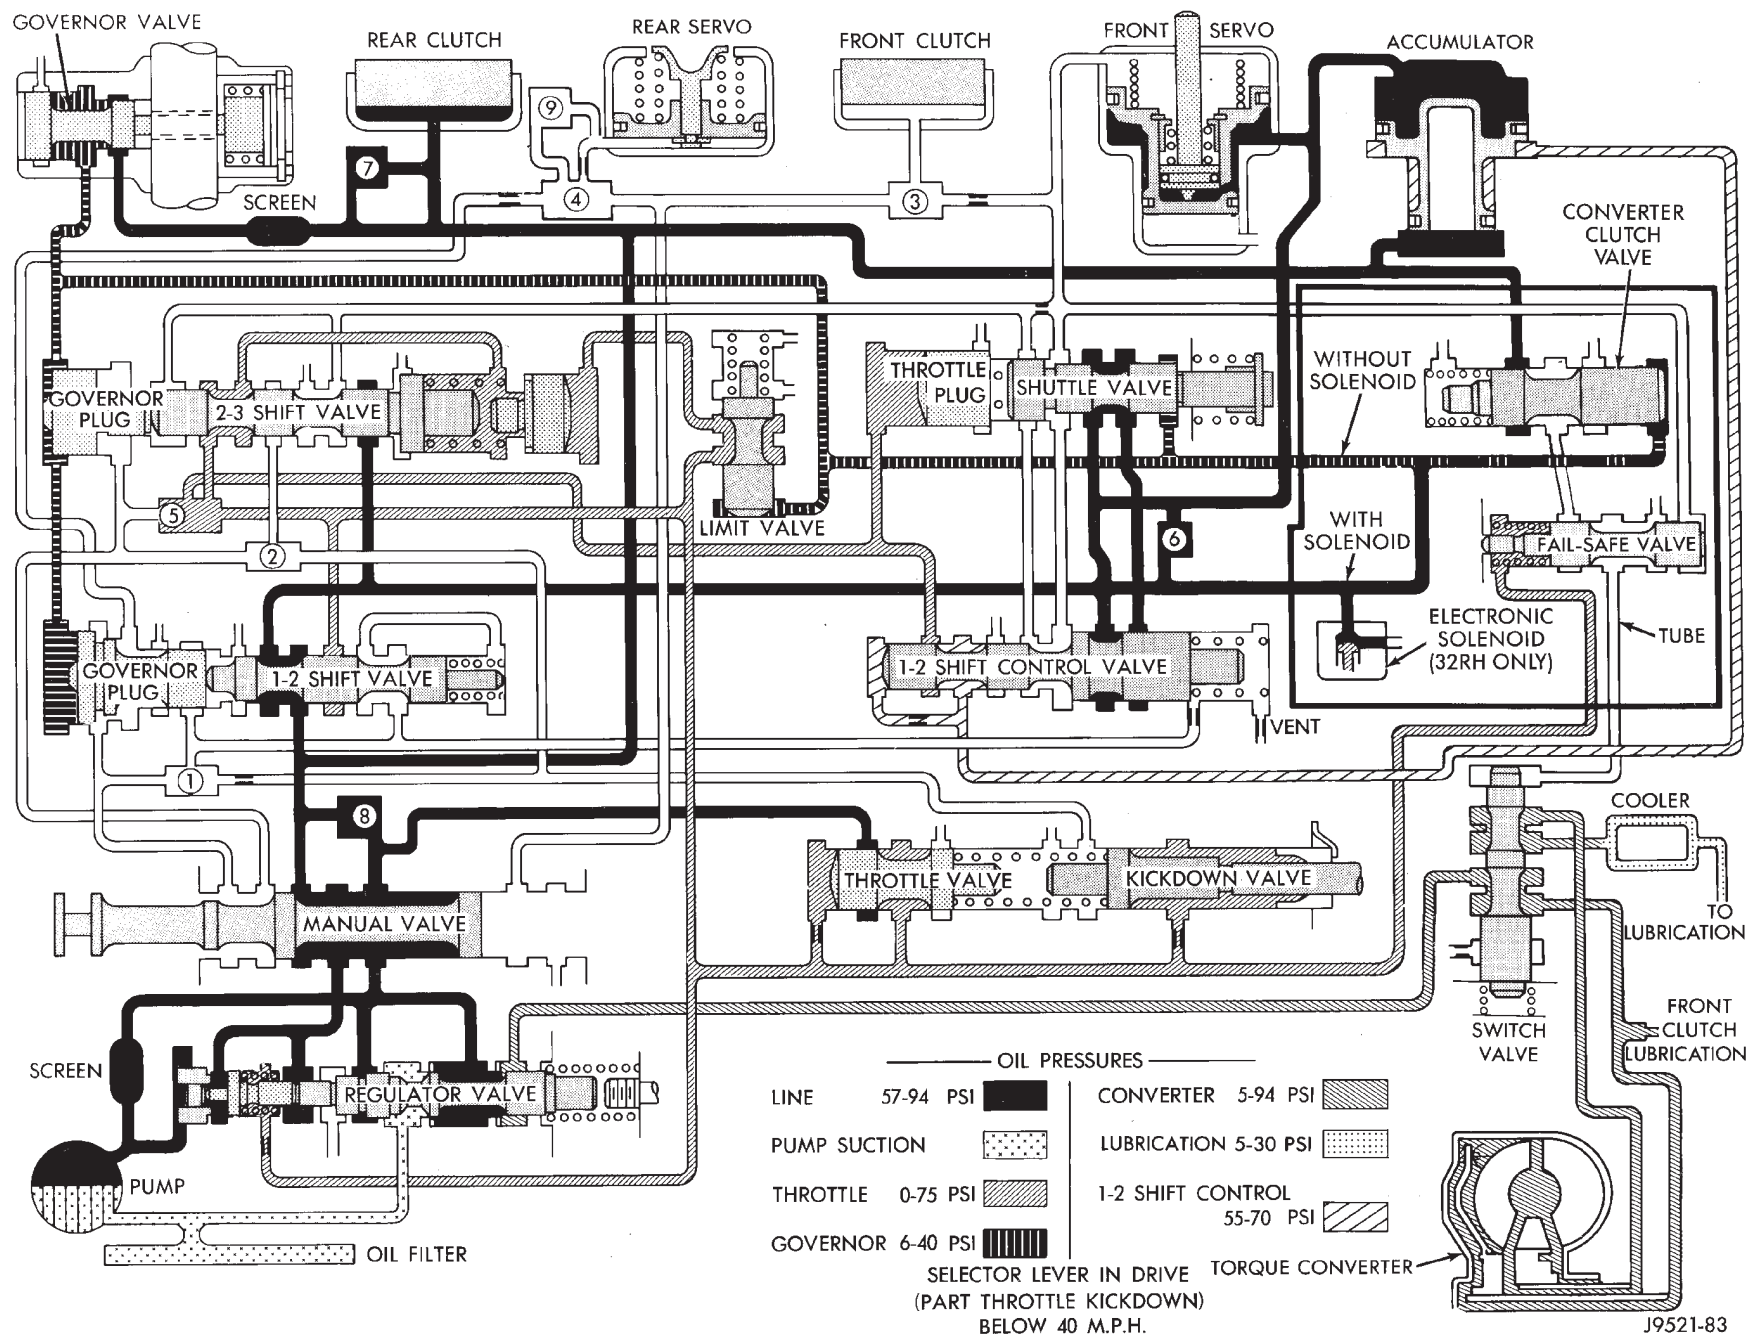 GOVERNOR VALVE
REAR CLUTCH
REAR SERVO
FRONT CLUTCH
FRONT SERVO
ACCUMULATOR
9
7
4
3
SCREEN
CONVERTER
CLUTCH
VALVE
GOVERNOR
PLUG
2-3 SHIFT VALVE
THROTTLE
PLUG
SHUTTLE VALVE
WITHOUT
SOLENOID
5
LIMIT VALVE
2
6
WITH
SOLENOID
FAIL-SAFE VALVE
GOVERNOR
PLUG
1-2 SHIFT VALVE
1-2 SHIFT CONTROL VALVE
ELECTRONIC
SOLENOID
(32RH ONLY)
TUBE
VENT
1
8
COOLER
THROTTLE VALVE
KICKDOWN VALVE
MANUAL VALVE
TO
LUBRICATION
SCREEN
REGULATOR VALVE
SWITCH
VALVE
FRONT
CLUTCH
LUBRICATION
PUMP
OIL FILTER
OIL PRESSURES
LINE 57-94 PSI
PUMP SUCTION
THROTTLE 0-75 PSI
GOVERNOR 6-40 PSI
CONVERTER 5-94 PSI
LUBRICATION 5-30 PSI
1-2 SHIFT CONTROL
55-70 PSI
TORQUE CONVERTER
SELECTOR LEVER IN DRIVE
(PART THROTTLE KICKDOWN)
BELOW 40 M.P.H.
J9521-83